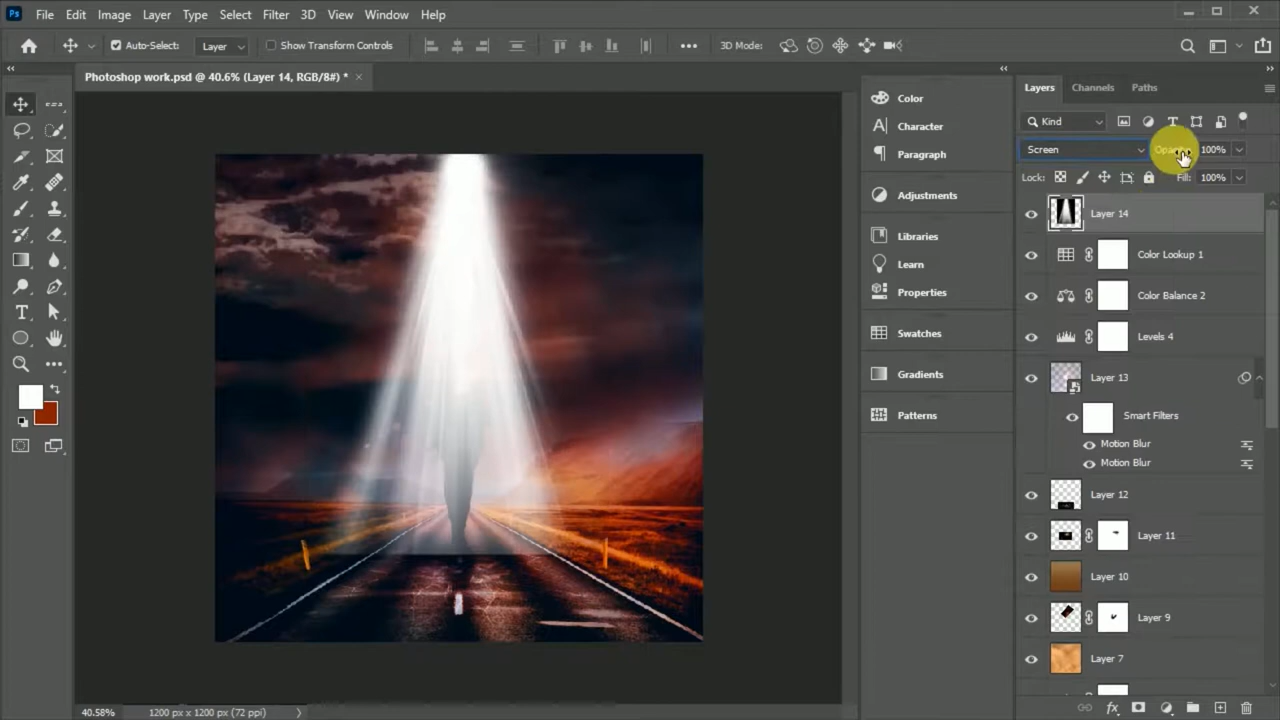 Ps File Edit Image Layer Type Select Filter 3D View Window Help
Auto-Select: Layer Show Transform Controls 3D Mode:
Photoshop work.psd @ 40.6% (Layer 14, RGB/8#) *
Color
Character
Paragraph
Adjustments
Libraries
Learn
Properties
Swatches
Gradients
Patterns
Layers Channels Paths
Kind
Screen Opacity: 100%
Lock: Fill: 100%
Layer 14
Color Lookup 1
Color Balance 2
Levels 4
Layer 13
Smart Filters
Motion Blur
Motion Blur
Layer 12
Layer 11
Layer 10
Layer 9
Layer 7
fx
40.58% 1200 px x 1200 px (72 ppi)